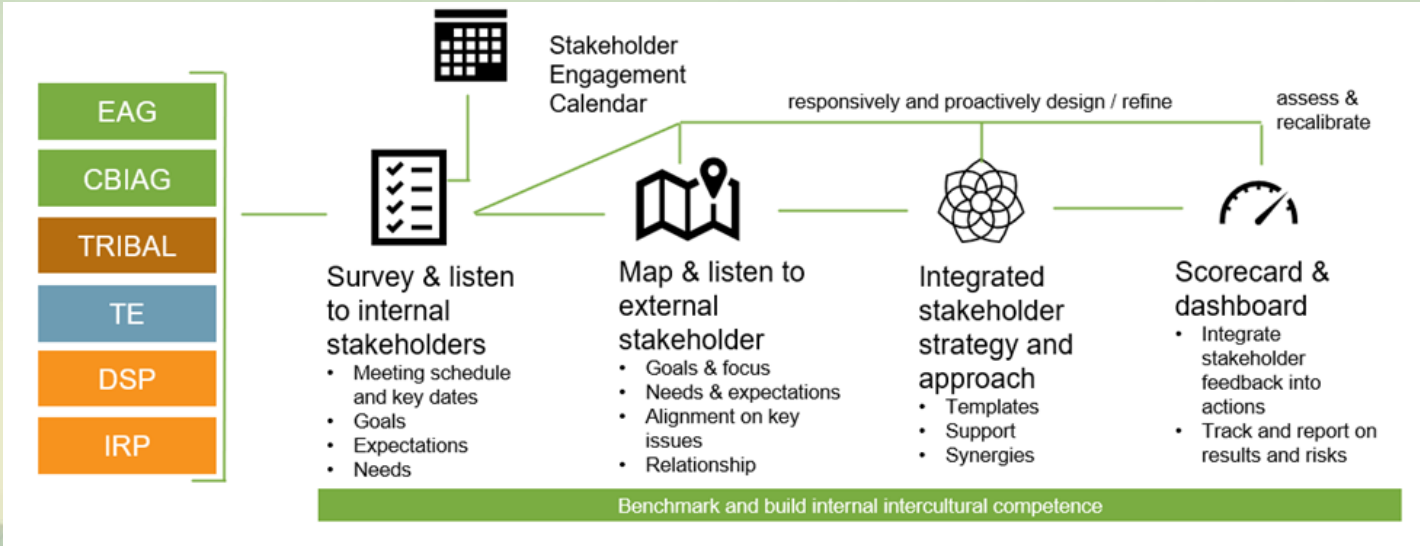 EAG
CBIAG
TRIBAL
TE
DSP
IRP
Stakeholder
Engagement
Calendar
responsively and proactively design / refine
assess &
recalibrate
Survey & listen
to internal
stakeholders
• Meeting schedule
and key dates
• Goals
• Expectations
• Needs
Map & listen to
external
stakeholder
• Goals & focus
• Needs & expectations
• Alignment on key
issues
• Relationship
Integrated
stakeholder
strategy and
approach
• Templates
• Support
• Synergies
Scorecard &
dashboard
• Integrate
stakeholder
feedback into
actions
• Track and report on
results and risks
Benchmark and build internal intercultural competence